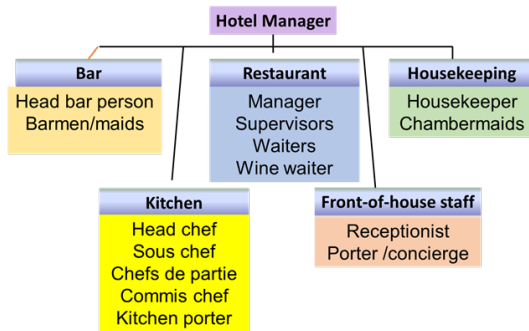 Hotel Manager
Bar
Head bar person
Barmen/maids
Restaurant
Manager
Supervisors
Waiters
Wine waiter
Housekeeping
Housekeeper
Chambermaids
Kitchen
Head chef
Sous chef
Chefs de partie
Commis chef
Kitchen porter
Front-of-house staff
Receptionist
Porter /concierge